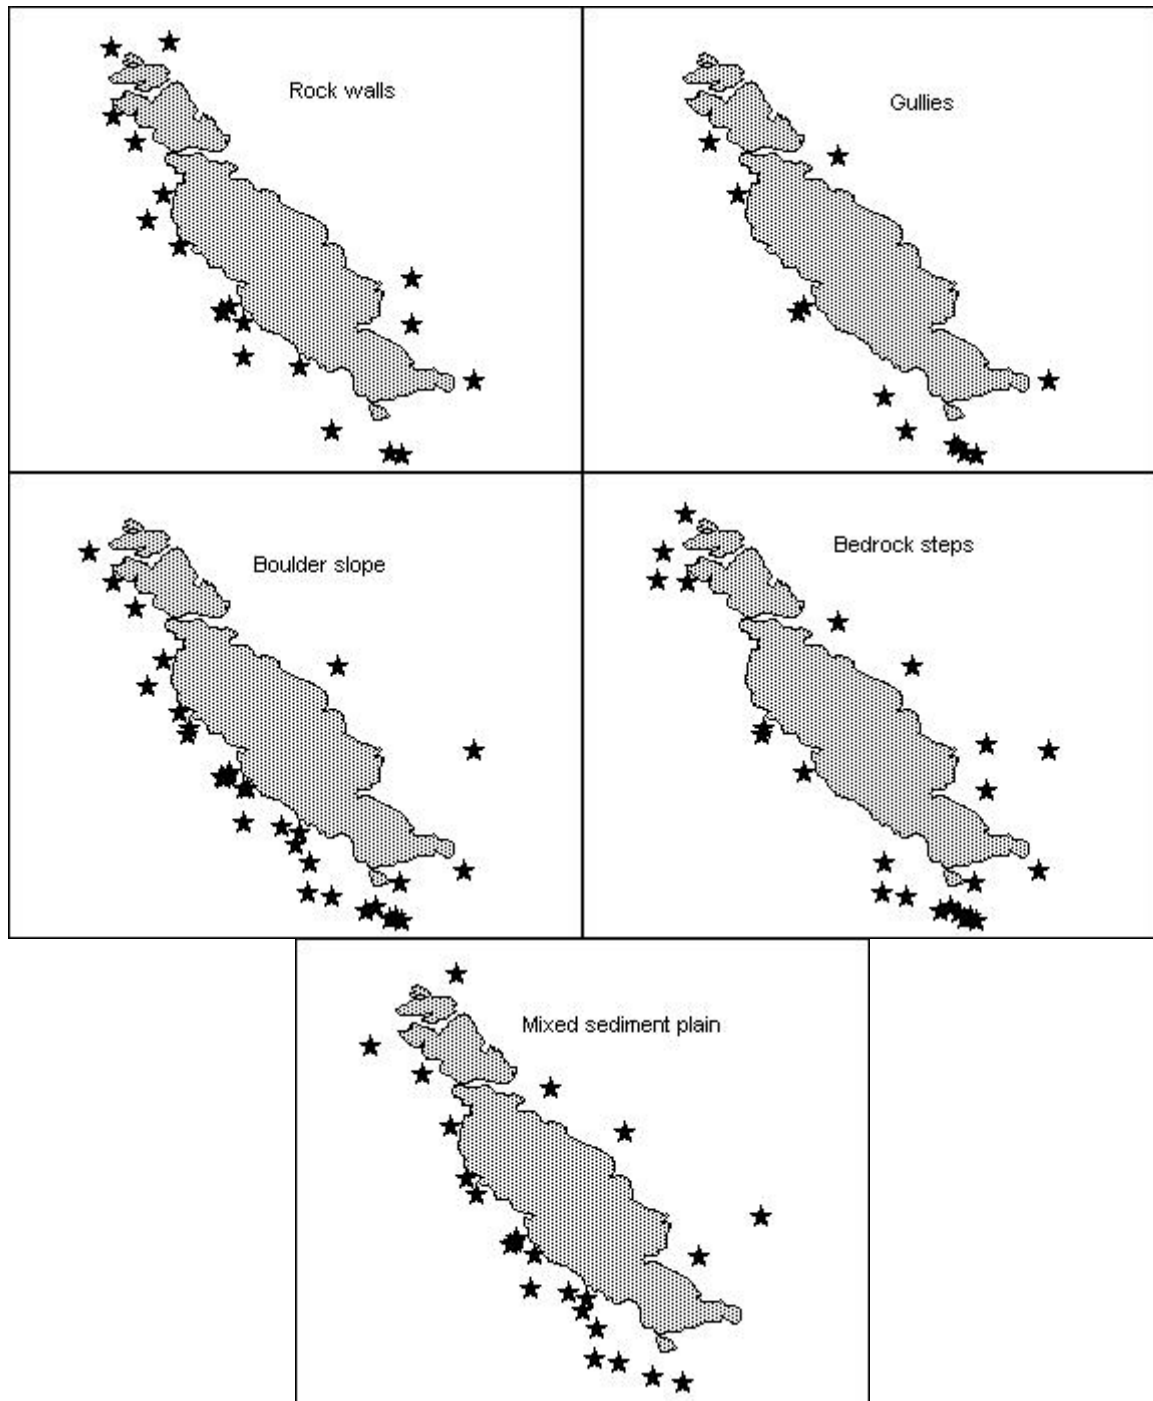 Rock walls
Gullies
Boulder slope
Bedrock steps
Mixed sediment plain